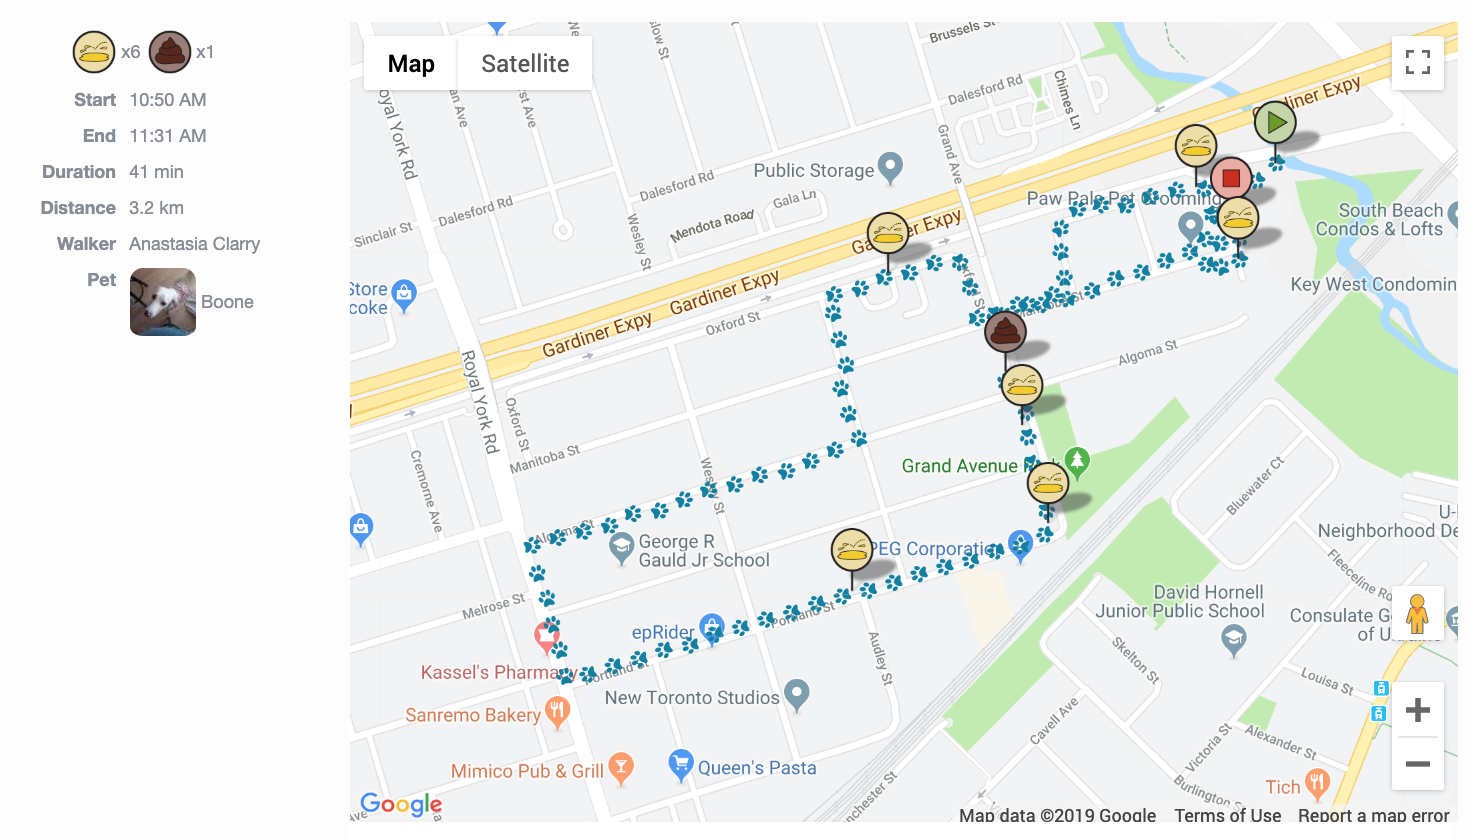 x6 x1
Start 10:50 AM
End 11:31 AM
Duration 41 min
Distance 3.2 km
Walker Anastasia Clarry
Pet Boone
Map Satellite
Brussels St
Dalesford Rd
Chimes Ln
Gardiner Expy
Royal York Rd
Grand Ave
Public Storage
Dalesford Rd
Gala Ln
Paw Pals Pet Grooming
Dalesford Rd
Sinclair St
Wesley St
Mendota Road
South Beach
Condos & Lofts
Store
coke
Gardiner Expy
Gardiner Expy
Key West Condomin
Oxford St
Oxford St
Manitoba St
Gardiner Expy
Algoma St
Royal York Rd
Oxford St
Manitoba St
Cremorne Ave
Wesley St
Grand Avenue Park
Bluewater Ct
Algoma St
George R
Gauld Jr School
PEG Corporation
Neighborhood De
Fleeceline Rd
Melrose St
David Hornell
Junior Public School
Consulate Ge
of Ukraine
epRider
Portland St
Audley St
Kassel's Pharmacy
Portland St
Skelton St
Louisa St
New Toronto Studios
Sanremo Bakery
Cavell Ave
Victoria St
Alexander St
Mimico Pub & Grill
Queen's Pasta
Tich
Burlington St
Google
Map data ©2019 Google Terms of Use Report a map error